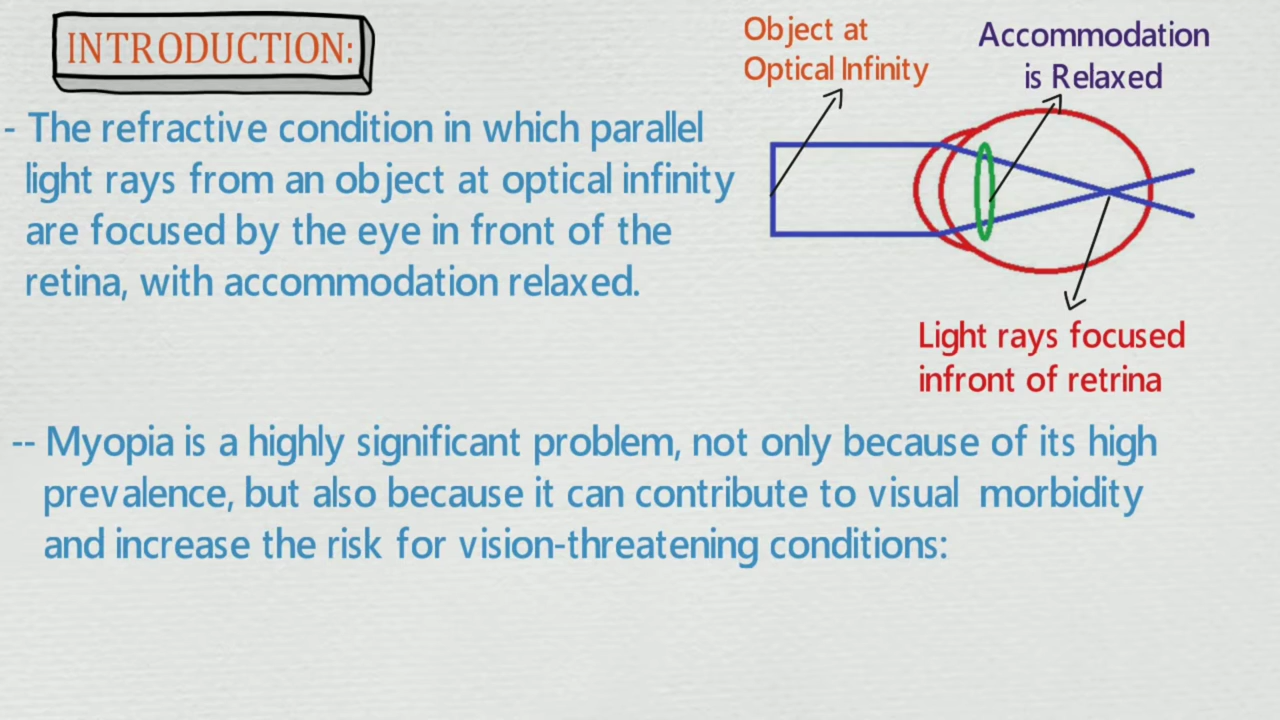 INTRODUCTION:
- The refractive condition in which parallel
light rays from an object at optical infinity
are focused by the eye in front of the
retina, with accommodation relaxed.
Object at
Optical Infinity
Accommodation
is Relaxed
Light rays focused
infront of retrina
-- Myopia is a highly significant problem, not only because of its high
prevalence, but also because it can contribute to visual morbidity
and increase the risk for vision-threatening conditions: